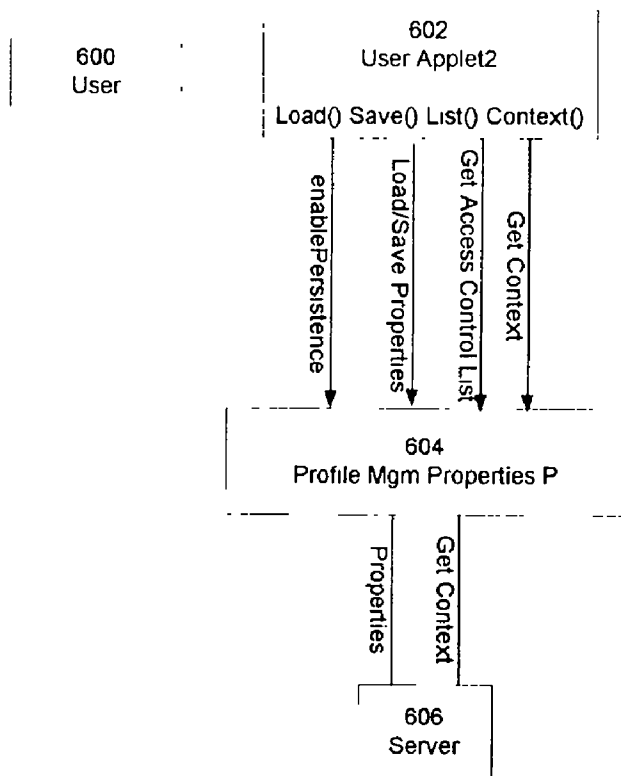 600
User
602
User Applet2
Load() Save() List() Context()
enablePersistence
Load/Save Properties
Get Access Control List
Get Context
604
Profile Mgm Properties P
Properties
Get Context
606
Server